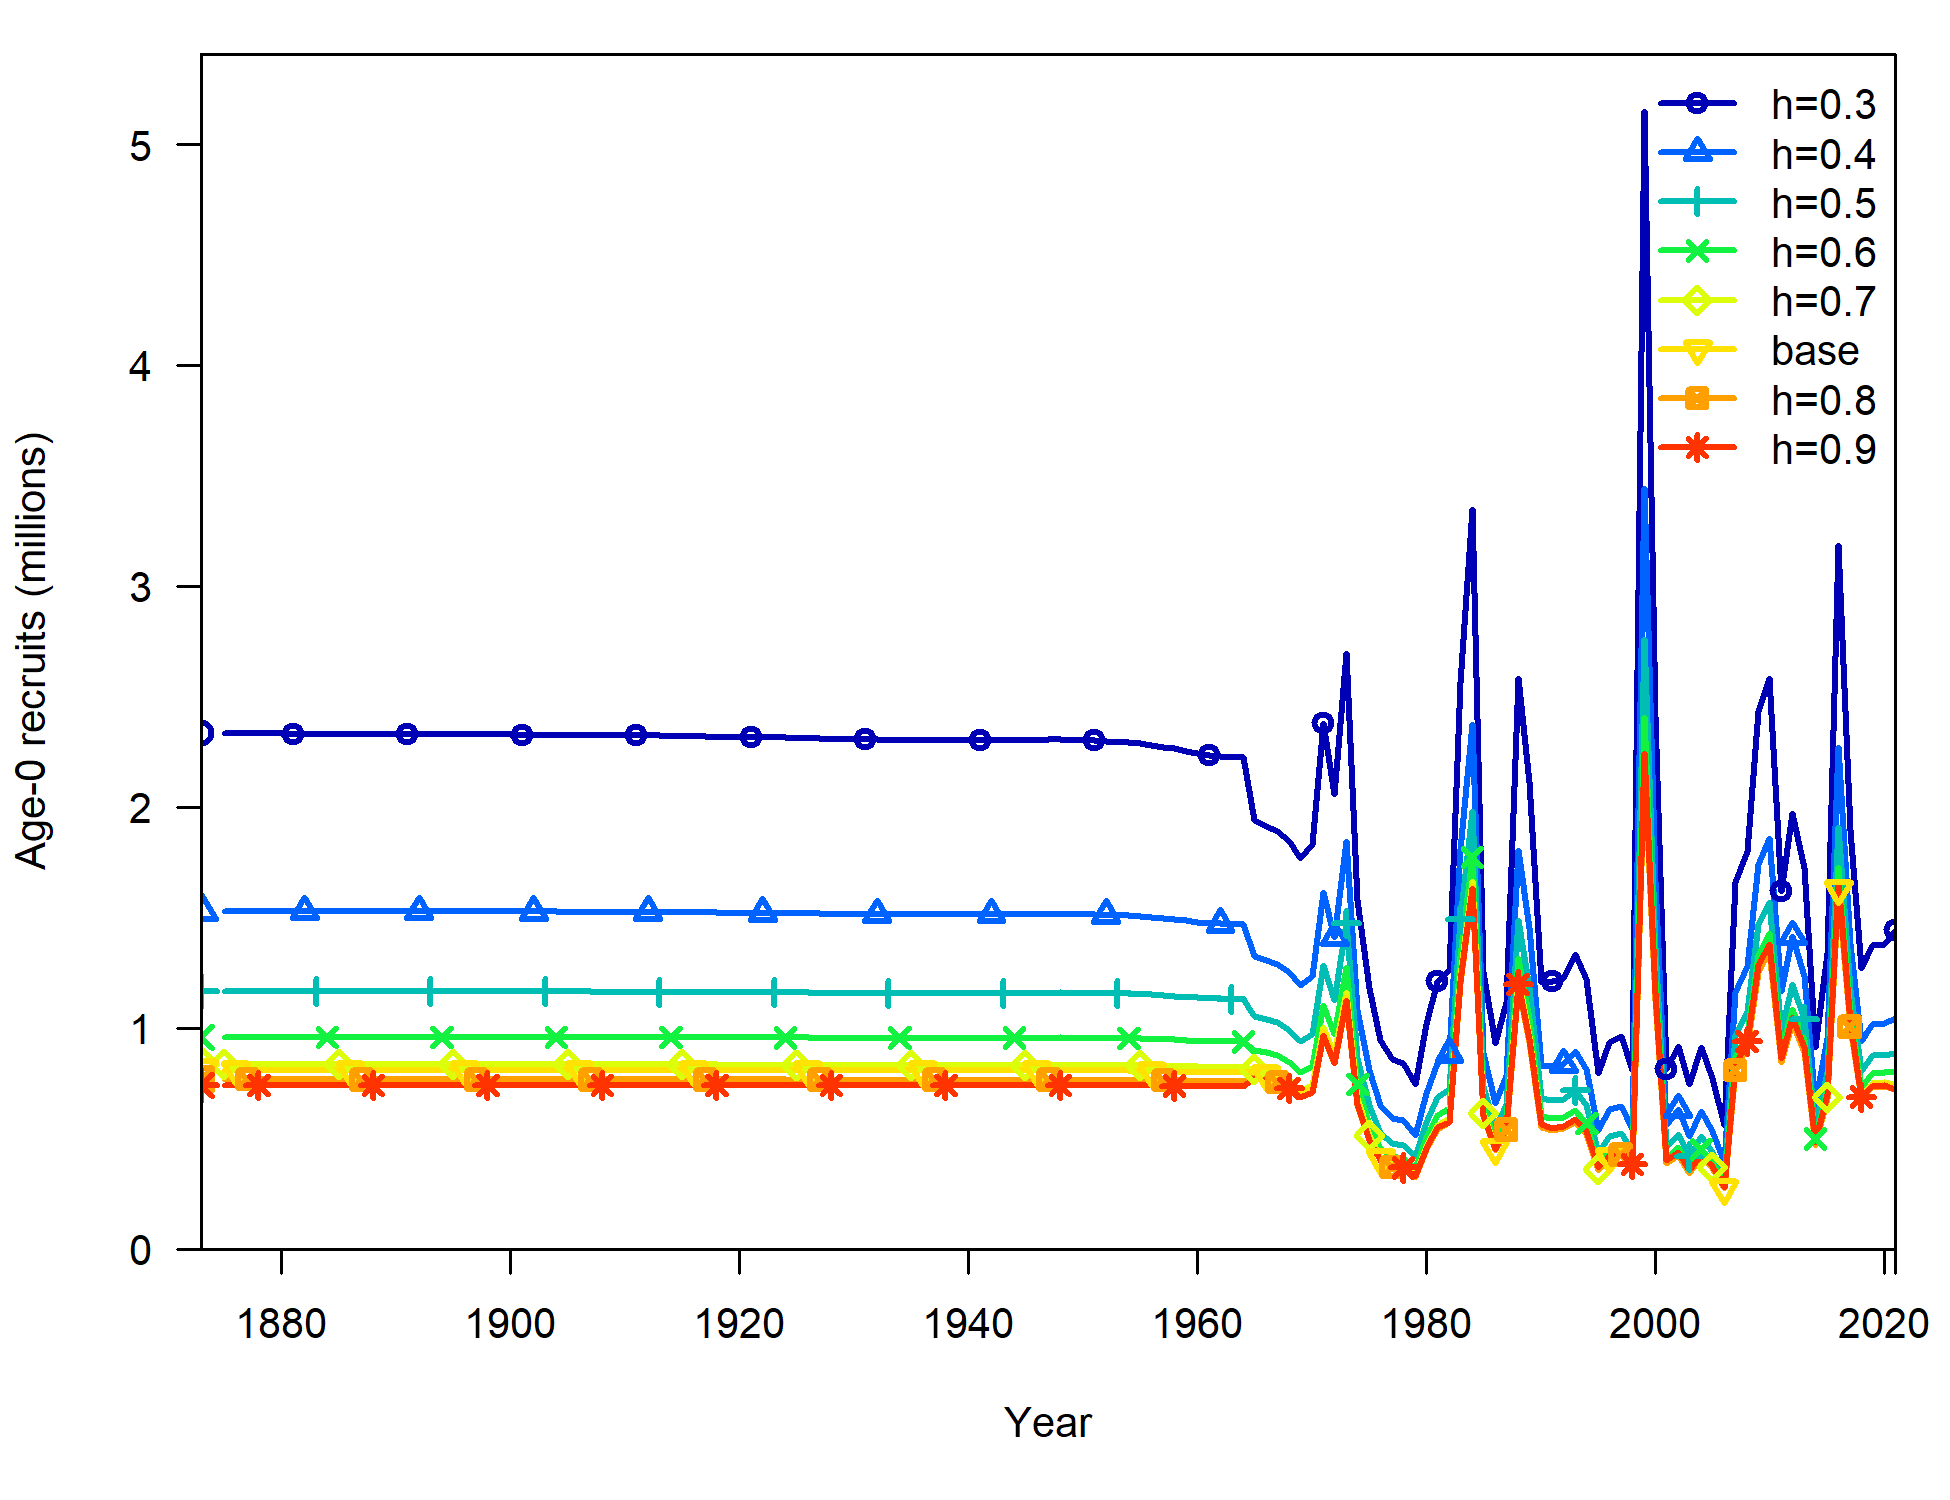 h=0.3
h=0.4
h=0.5
h=0.6
h=0.7
base
h=0.8
h=0.9
Age-0 recruits (millions)
5
4
3
2
1
0
1880 1900 1920 1940 1960 1980 2000 2020
Year